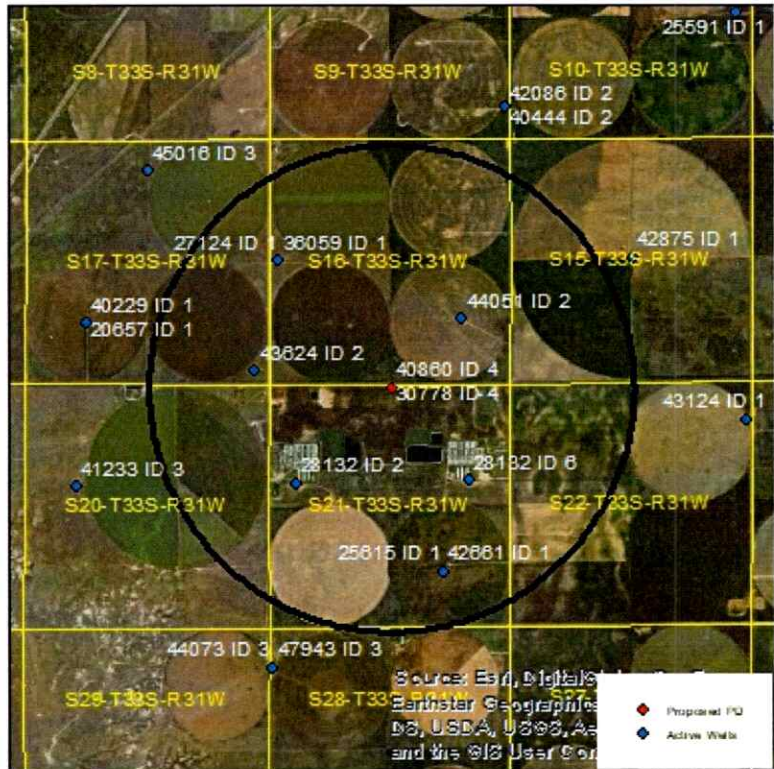 25591 ID 1
S8-T33S-R31W
S9-T33S-R31W
S10-T33S-R31W
42086 ID 2
40444 ID 2
45016 ID 3
27124 ID 1 36059 ID 1
42875 ID 1
S17-T33S-R31W
S16-T33S-R31W
S15-T33S-R31W
40229 ID 1
20657 ID 1
44051 ID 2
43624 ID 2
40860 ID 4
30778 ID 4
43124 ID 1
41233 ID 3
28132 ID 2
28132 ID 6
S20-T33S-R31W
S21-T33S-R31W
S22-T33S-R31W
25615 ID 1 42661 ID 1
44073 ID 3 47943 ID 3
S29-T33S-R31W
S28-T33S-R31W
Source: Esri,
Earthstar Geographics
DS, USDA, USGS,
and the GIS User
Proposed PD
Active Wells